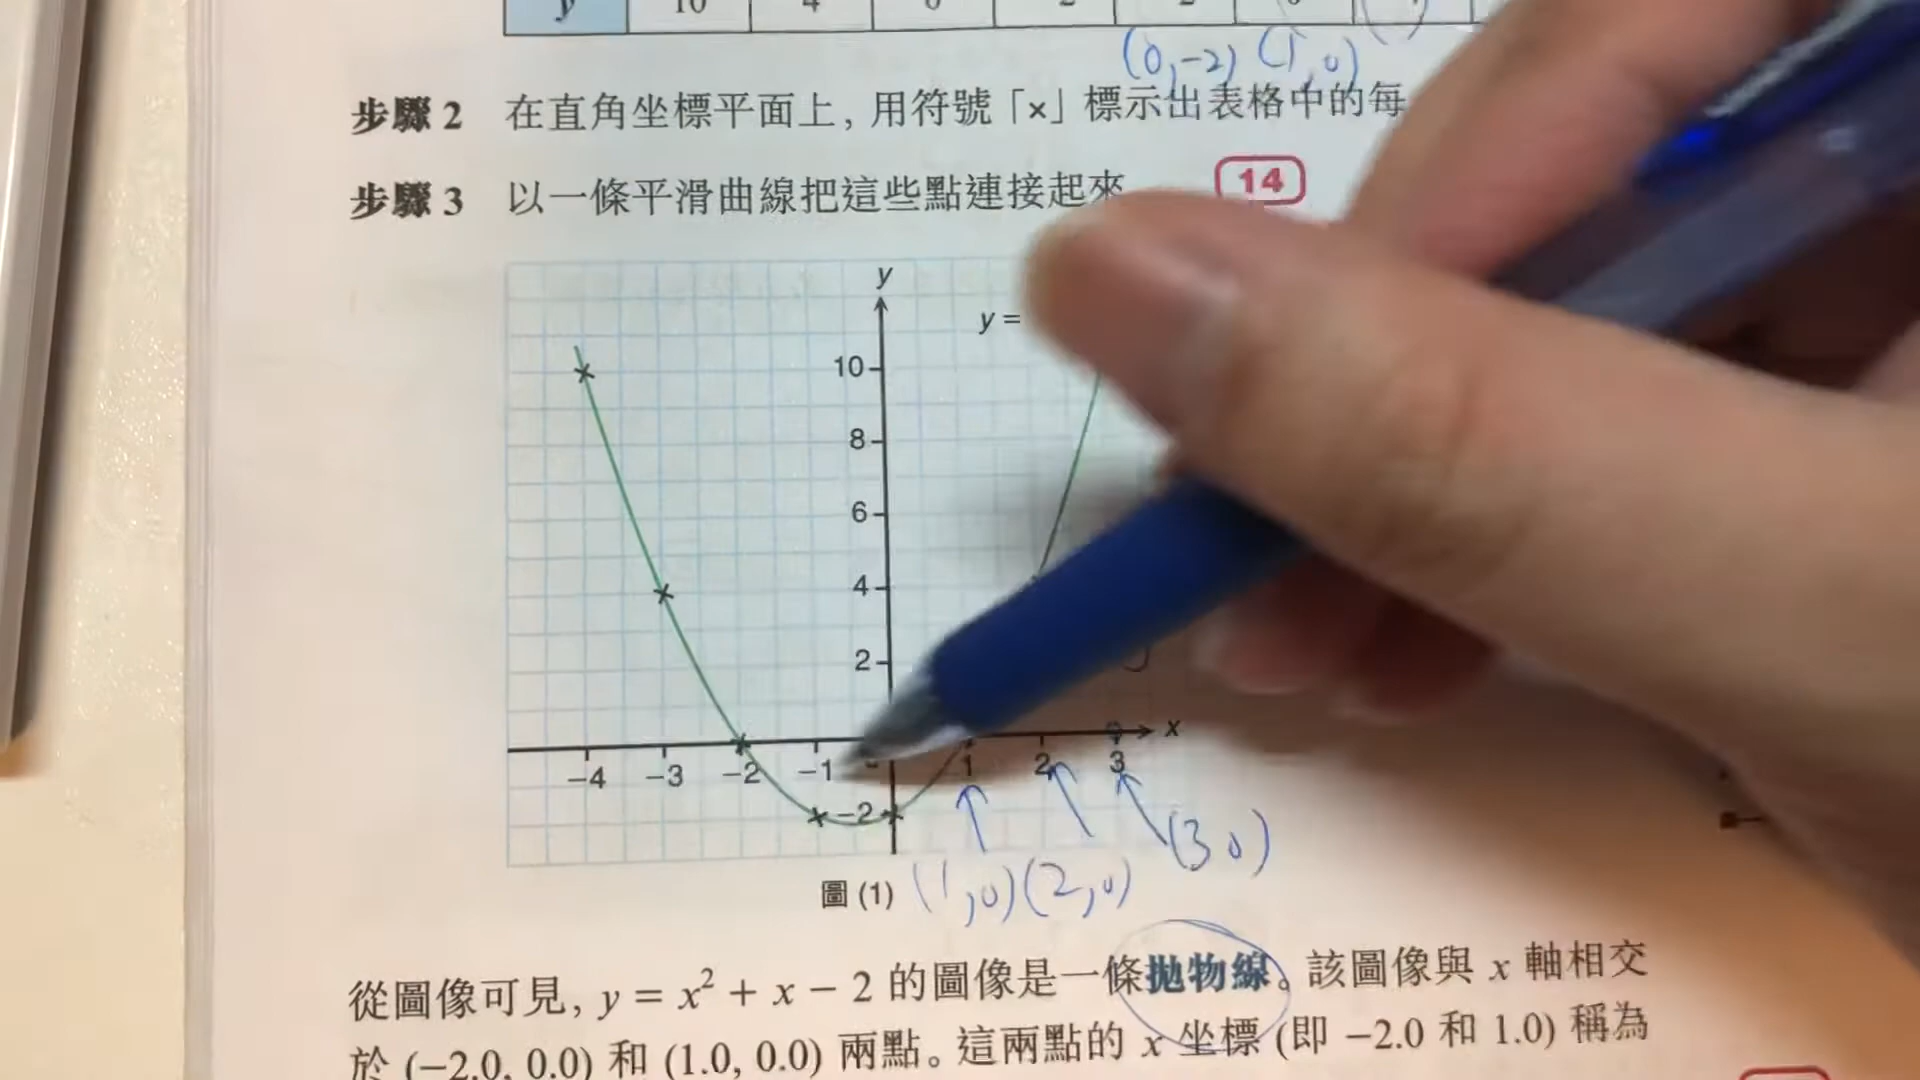 y 10 4
(0,-2) (1,0)
步驟 2 在直角坐標平面上，用符號「×」標示出表格中的每
步驟 3 以一條平滑曲線把這些點連接起來
14
y
y =
10
8
6
4
2
x
−4 −3 −2 −1 1 2 3
−2
(3 0)
圖 (1) (1,0) (2,0)
從圖像可見，y = x² + x − 2 的圖像是一條拋物線。該圖像與 x 軸相交
於 (−2.0, 0.0) 和 (1.0, 0.0) 兩點。這兩點的 x 坐標 (即 −2.0 和 1.0) 稱為